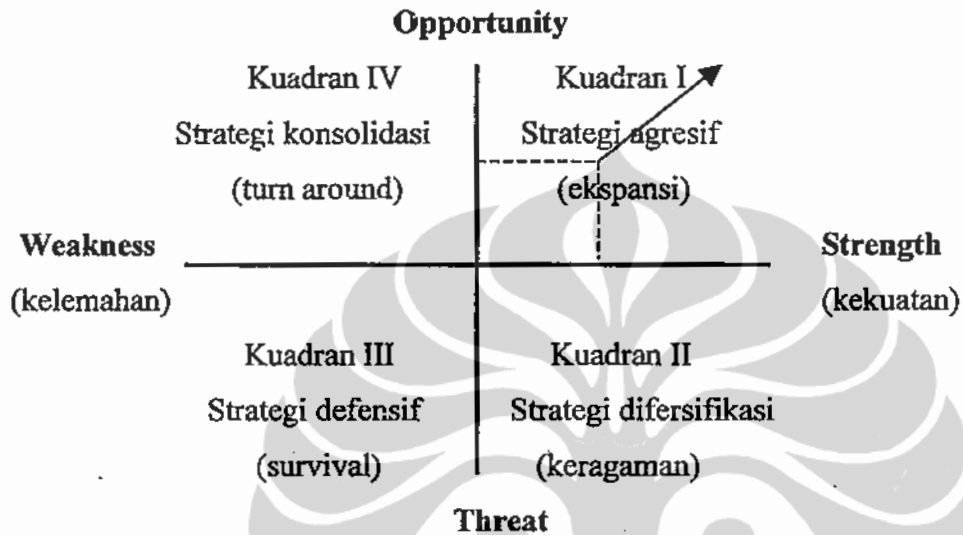 Opportunity
Kuadran IV
Strategi konsolidasi
(turn around)
Kuadran I
Strategi agresif
(ekspansi)
Weakness
(kelemahan)
Strength
(kekuatan)
Kuadran III
Strategi defensif
(survival)
Kuadran II
Strategi difersifikasi
(keragaman)
Threat